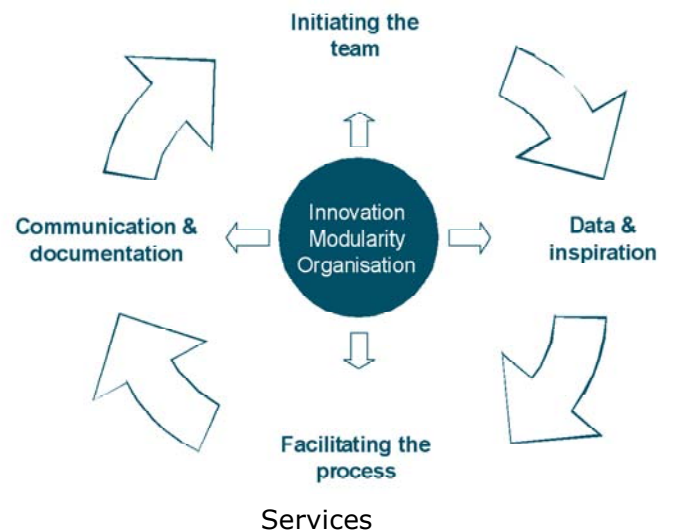 Initiating the
team
Innovation
Modularity
Organisation
Communication &
documentation
Data &
inspiration
Facilitating the
process
Services